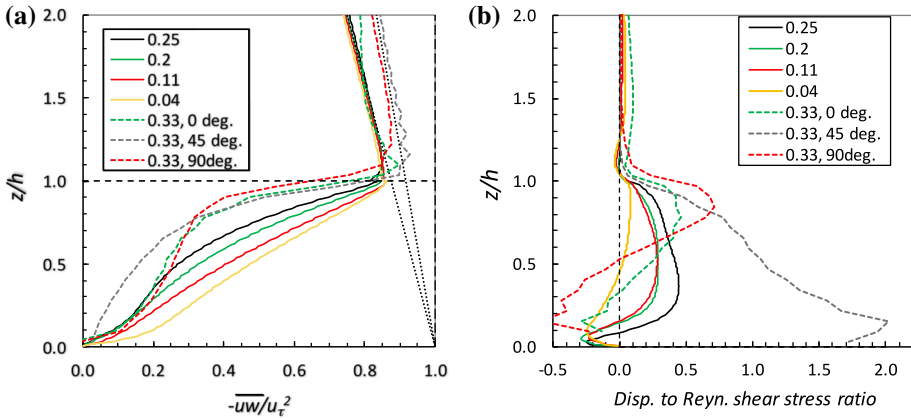 (a)
z/h
2.0
1.5
1.0
0.5
0.0
0.25
0.2
0.11
0.04
0.33, 0 deg.
0.33, 45 deg.
0.33, 90deg.
0.0 0.2 0.4 0.6 0.8 1.0
-u̅w̅/uτ²
(b)
z/h
2.0
1.5
1.0
0.5
0.0
0.25
0.2
0.11
0.04
0.33, 0 deg.
0.33, 45 deg.
0.33, 90deg.
-0.5 0.0 0.5 1.0 1.5 2.0
Disp. to Reyn. shear stress ratio